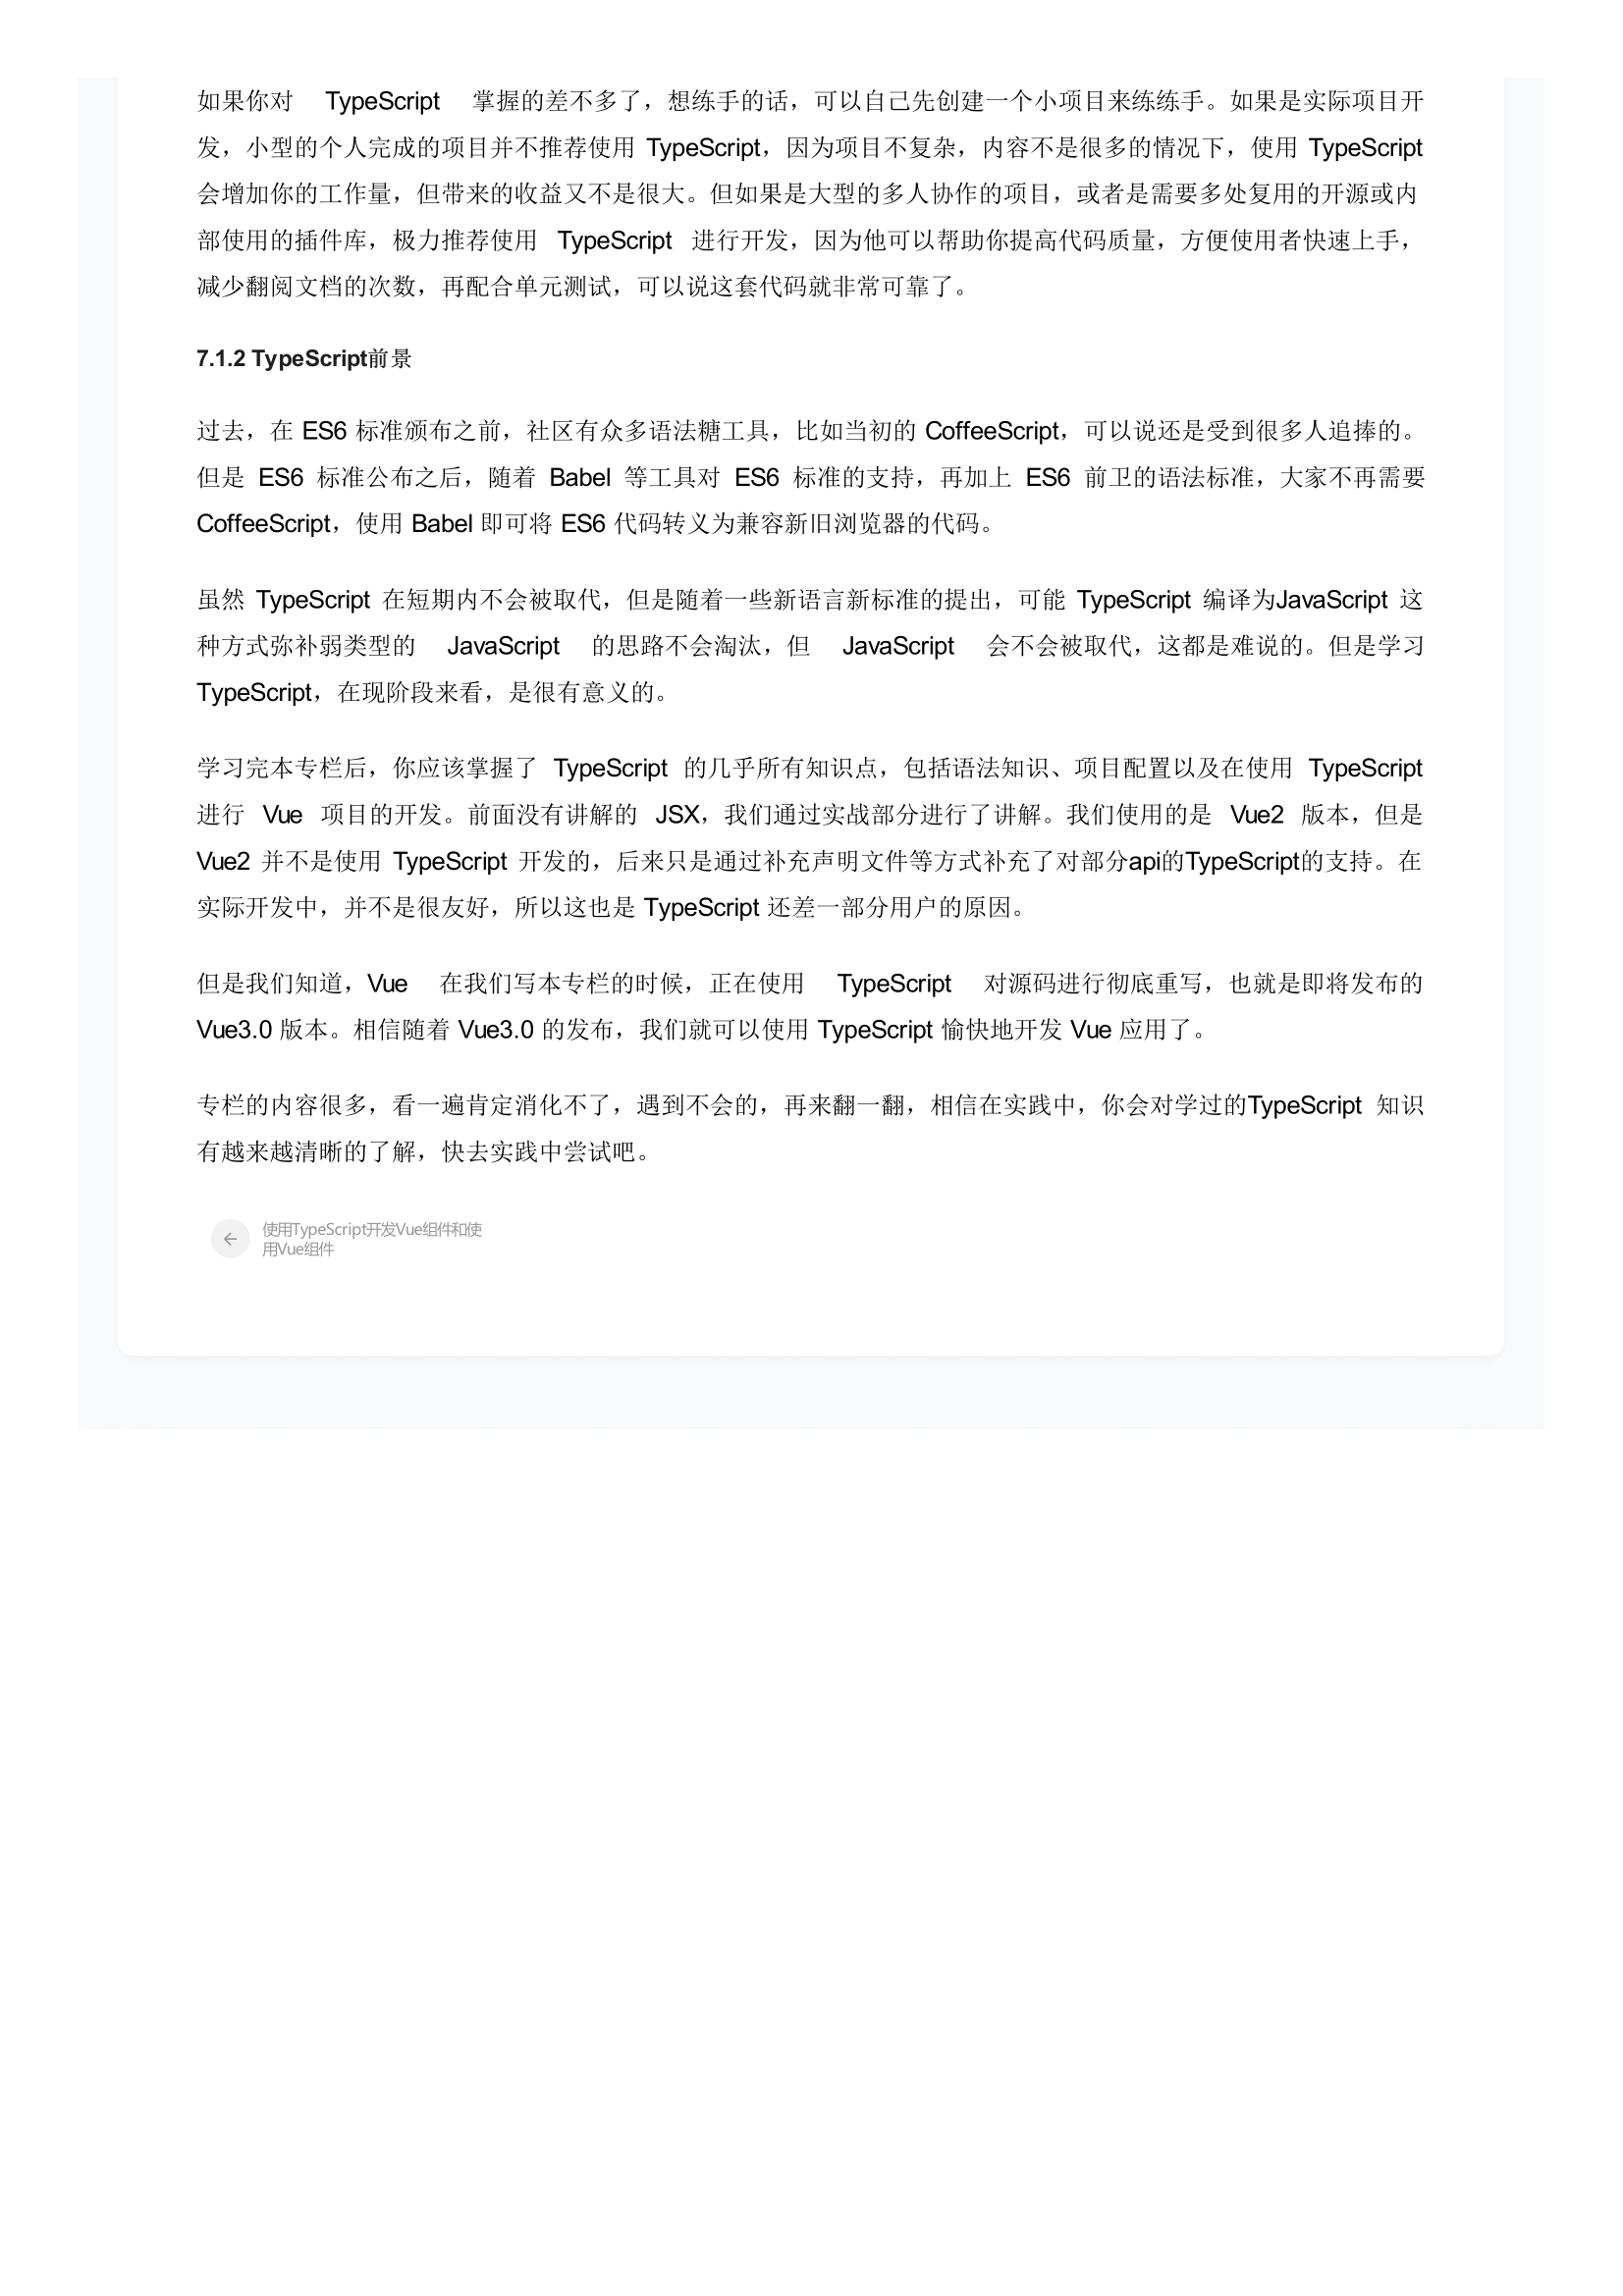 如果你对 TypeScript 掌握的差不多了，想练手的话，可以自己先创建一个小项目来练练手。如果是实际项目开
发，小型的个人完成的项目并不推荐使用 TypeScript，因为项目不复杂，内容不是很多的情况下，使用 TypeScript
会增加你的工作量，但带来的收益又不是很大。但如果是大型的多人协作的项目，或者是需要多处复用的开源或内
部使用的插件库，极力推荐使用 TypeScript 进行开发，因为他可以帮助你提高代码质量，方便使用者快速上手，
减少翻阅文档的次数，再配合单元测试，可以说这套代码就非常可靠了。
7.1.2 TypeScript前景
过去，在 ES6 标准颁布之前，社区有众多语法糖工具，比如当初的 CoffeeScript，可以说还是受到很多人追捧的。
但是 ES6 标准公布之后，随着 Babel 等工具对 ES6 标准的支持，再加上 ES6 前卫的语法标准，大家不再需要
CoffeeScript，使用 Babel 即可将 ES6 代码转义为兼容新旧浏览器的代码。
虽然 TypeScript 在短期内不会被取代，但是随着一些新语言新标准的提出，可能 TypeScript 编译为JavaScript 这
种方式弥补弱类型的 JavaScript 的思路不会淘汰，但 JavaScript 会不会被取代，这都是难说的。但是学习
TypeScript，在现阶段来看，是很有意义的。
学习完本专栏后，你应该掌握了 TypeScript 的几乎所有知识点，包括语法知识、项目配置以及在使用 TypeScript
进行 Vue 项目的开发。前面没有讲解的 JSX，我们通过实战部分进行了讲解。我们使用的是 Vue2 版本，但是
Vue2 并不是使用 TypeScript 开发的，后来只是通过补充声明文件等方式补充了对部分api的TypeScript的支持。在
实际开发中，并不是很友好，所以这也是 TypeScript 还差一部分用户的原因。
但是我们知道，Vue 在我们写本专栏的时候，正在使用 TypeScript 对源码进行彻底重写，也就是即将发布的
Vue3.0 版本。相信随着 Vue3.0 的发布，我们就可以使用 TypeScript 愉快地开发 Vue 应用了。
专栏的内容很多，看一遍肯定消化不了，遇到不会的，再来翻一翻，相信在实践中，你会对学过的TypeScript 知识
有越来越清晰的了解，快去实践中尝试吧。
使用TypeScript开发Vue组件和使
用Vue组件